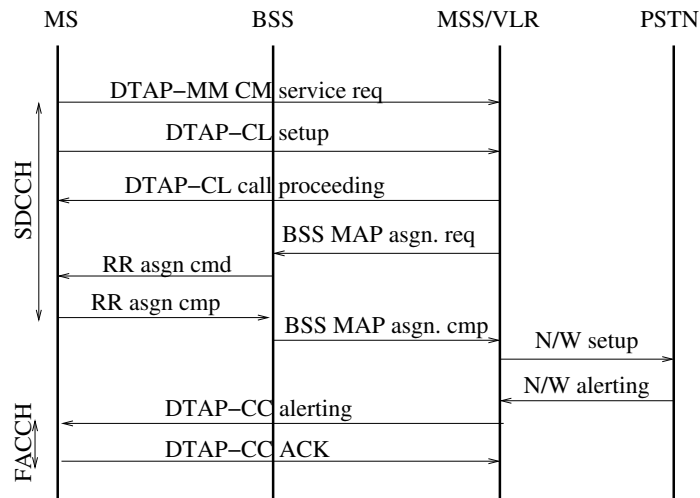 MS BSS MSS/VLR PSTN
DTAP−MM CM service req
DTAP−CL setup
DTAP−CL call proceeding
BSS MAP asgn. req
RR asgn cmd
RR asgn cmp
BSS MAP asgn. cmp
N/W setup
N/W alerting
DTAP−CC alerting
DTAP−CC ACK
SDCCH
FACCH